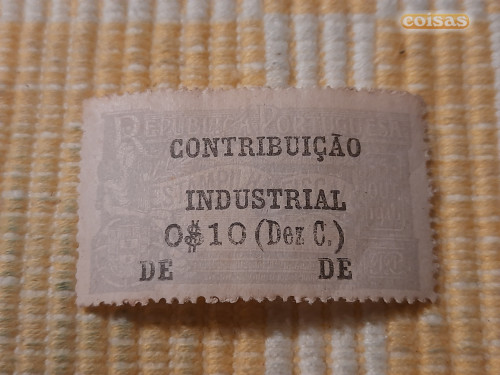 coisas
REPUBLICA PORTUGUESA
CONTRIBUIÇÃO
INDUSTRIAL
0$10 (Dez C.)
DE DE